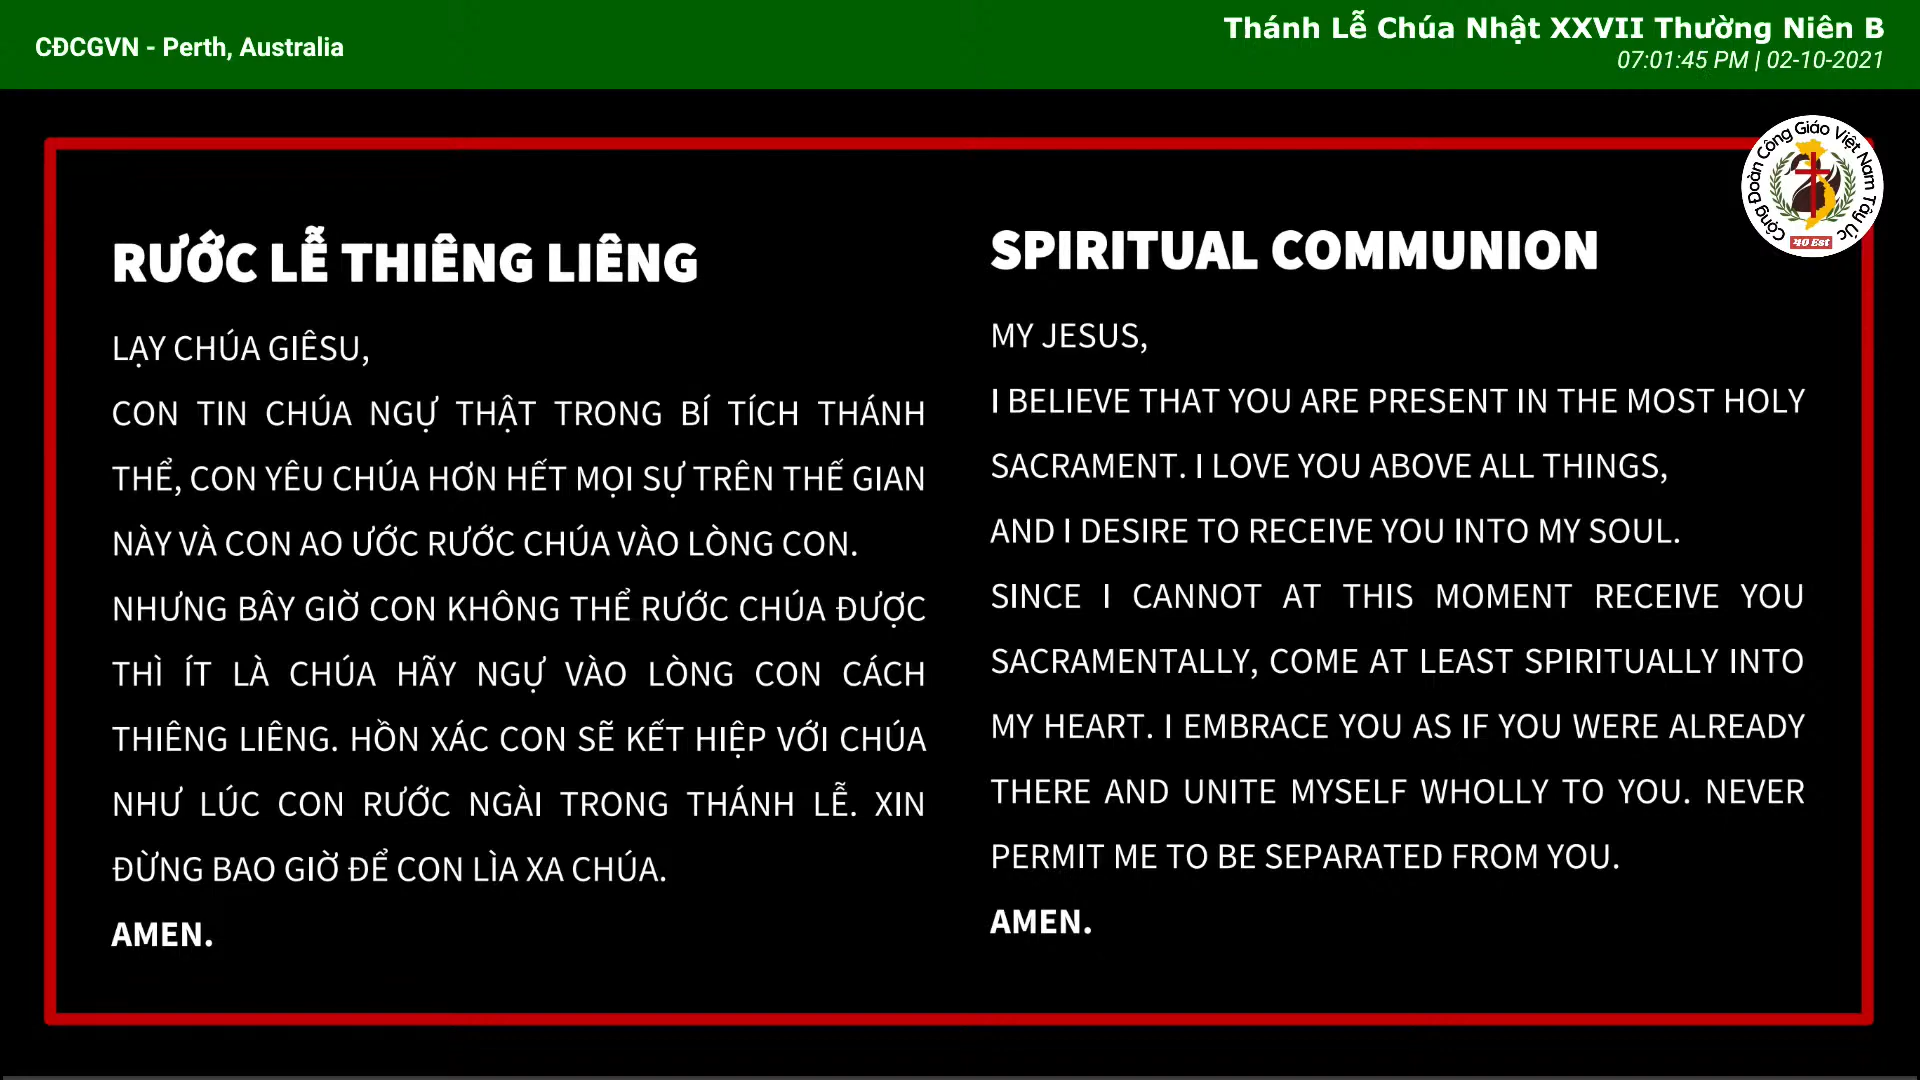 CĐCGVN - Perth, Australia
Thánh Lễ Chúa Nhật XXVII Thường Niên B
07:01:45 PM | 02-10-2021
Cộng Đoàn Công Giáo Việt Nam Tây Úc
40 Est
RƯỚC LỄ THIÊNG LIÊNG
LẠY CHÚA GIÊSU,
CON TIN CHÚA NGỰ THẬT TRONG BÍ TÍCH THÁNH
THỂ, CON YÊU CHÚA HƠN HẾT MỌI SỰ TRÊN THẾ GIAN
NÀY VÀ CON AO ƯỚC RƯỚC CHÚA VÀO LÒNG CON.
NHƯNG BÂY GIỜ CON KHÔNG THỂ RƯỚC CHÚA ĐƯỢC
THÌ ÍT LÀ CHÚA HÃY NGỰ VÀO LÒNG CON CÁCH
THIÊNG LIÊNG. HỒN XÁC CON SẼ KẾT HIỆP VỚI CHÚA
NHƯ LÚC CON RƯỚC NGÀI TRONG THÁNH LỄ. XIN
ĐỪNG BAO GIỜ ĐỂ CON LÌA XA CHÚA.
AMEN.
SPIRITUAL COMMUNION
MY JESUS,
I BELIEVE THAT YOU ARE PRESENT IN THE MOST HOLY
SACRAMENT. I LOVE YOU ABOVE ALL THINGS,
AND I DESIRE TO RECEIVE YOU INTO MY SOUL.
SINCE I CANNOT AT THIS MOMENT RECEIVE YOU
SACRAMENTALLY, COME AT LEAST SPIRITUALLY INTO
MY HEART. I EMBRACE YOU AS IF YOU WERE ALREADY
THERE AND UNITE MYSELF WHOLLY TO YOU. NEVER
PERMIT ME TO BE SEPARATED FROM YOU.
AMEN.